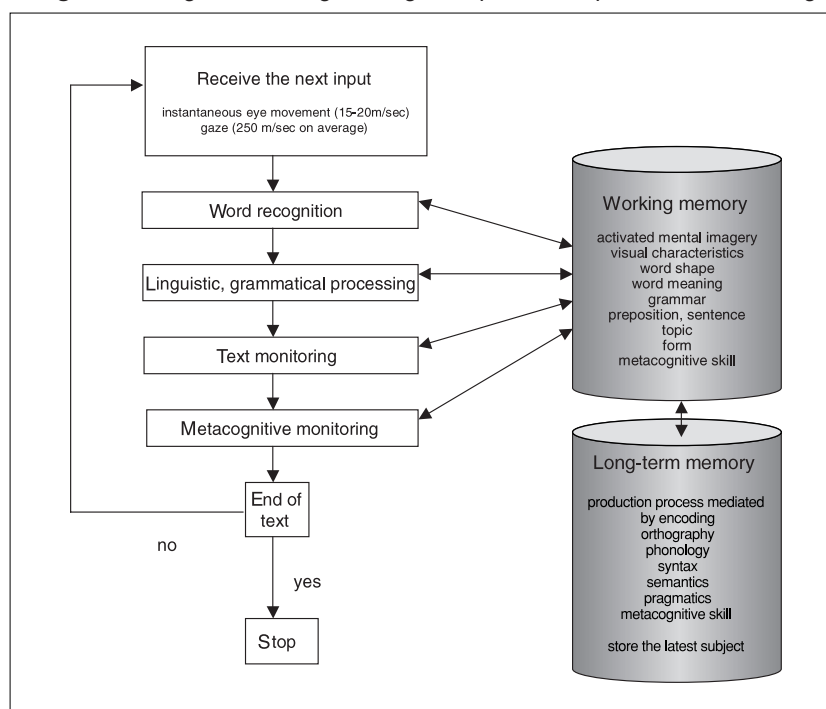 Receive the next input
instantaneous eye movement (15-20m/sec)
gaze (250 m/sec on average)
Word recognition
Linguistic, grammatical processing
Text monitoring
Metacognitive monitoring
End of
text
no
yes
Stop
Working memory
activated mental imagery
visual characteristics
word shape
word meaning
grammar
preposition, sentence
topic
form
metacognitive skill
Long-term memory
production process mediated
by encoding
orthography
phonology
syntax
semantics
pragmatics
metacognitive skill
store the latest subject